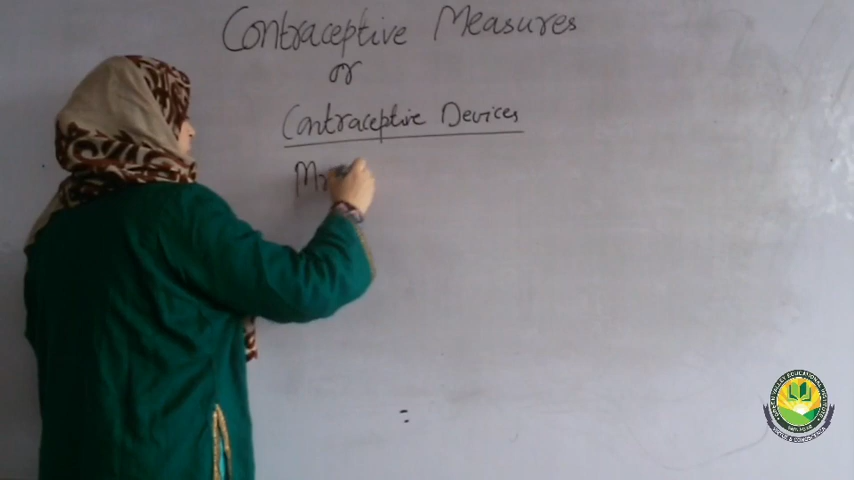 Contraceptive Measures
or
Contraceptive Devices